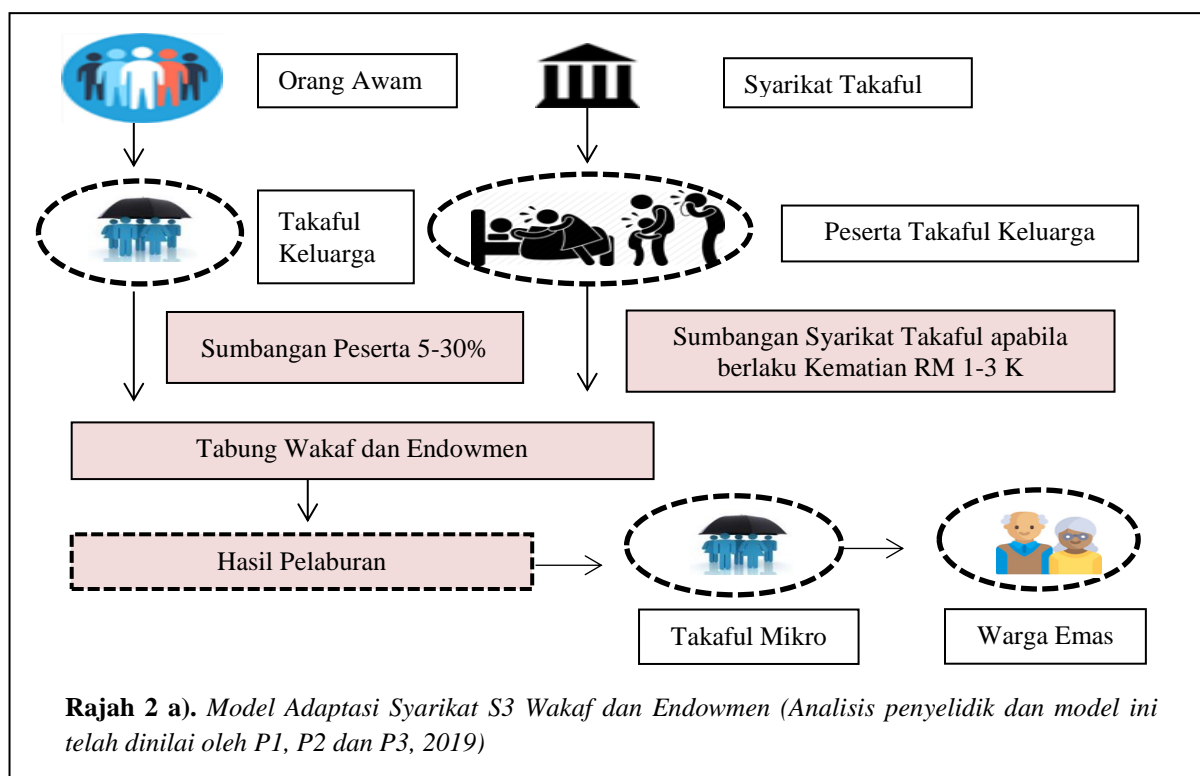 Orang Awam
Syarikat Takaful
Takaful
Keluarga
Peserta Takaful Keluarga
Sumbangan Peserta 5-30%
Sumbangan Syarikat Takaful apabila
berlaku Kematian RM 1-3 K
Tabung Wakaf dan Endowmen
Hasil Pelaburan
Takaful Mikro
Warga Emas
Rajah 2 a). Model Adaptasi Syarikat S3 Wakaf dan Endowmen (Analisis penyelidik dan model ini
telah dinilai oleh P1, P2 dan P3, 2019)